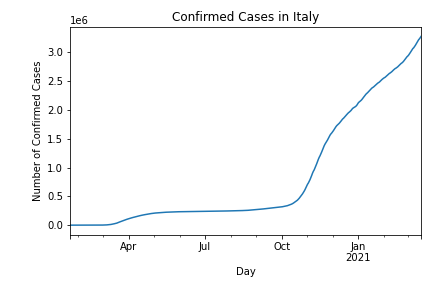 Confirmed Cases in Italy
1e6
3.0
2.5
2.0
1.5
1.0
0.5
0.0
Number of Confirmed Cases
Apr
Jul
Oct
Jan
2021
Day